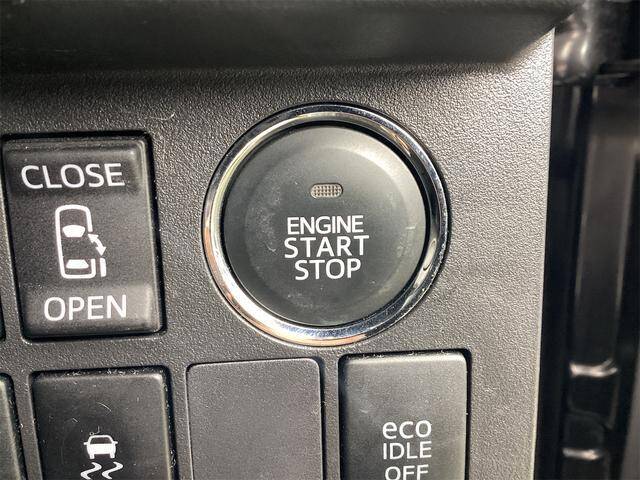 CLOSE
OPEN
ENGINE
START
STOP
eco
IDLE
OFF